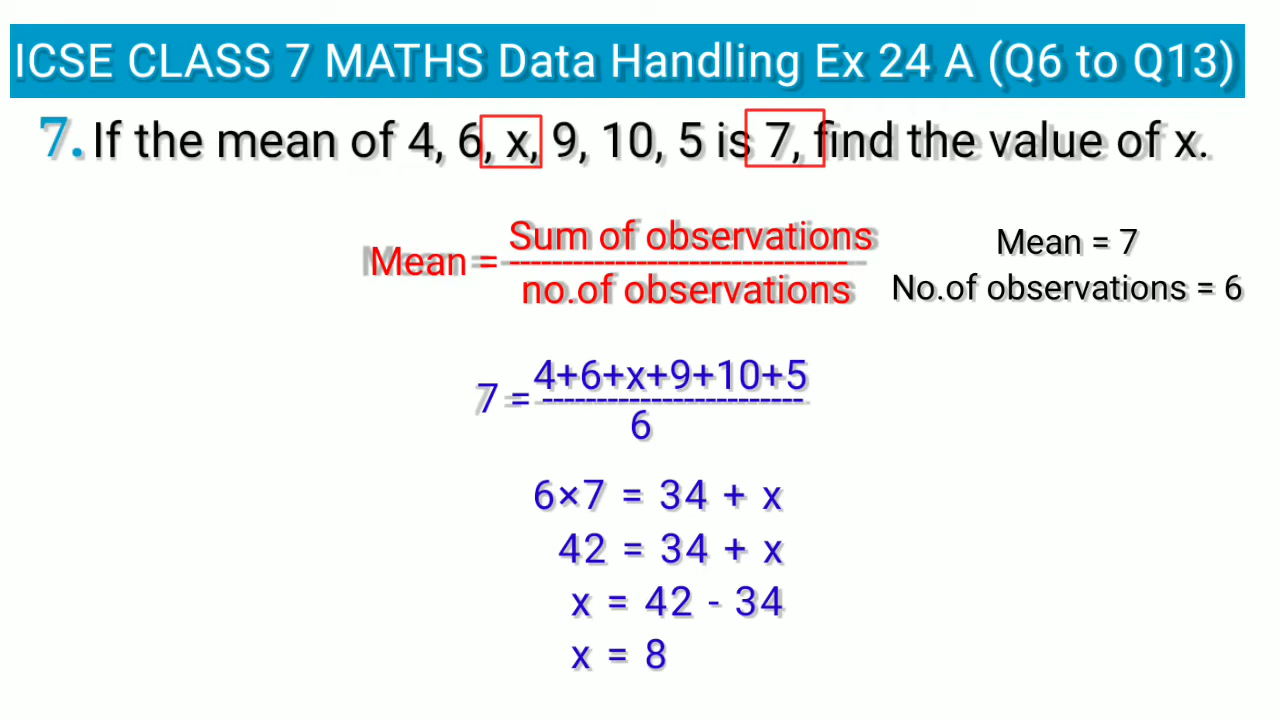 ICSE CLASS 7 MATHS Data Handling Ex 24 A (Q6 to Q13)
7. If the mean of 4, 6, x, 9, 10, 5 is 7, find the value of x.
Sum of observations
Mean = --------------------------------
no.of observations
Mean = 7
No.of observations = 6
4+6+x+9+10+5
7 = ------------------------
6
6×7 = 34 + x
42 = 34 + x
x = 42 - 34
x = 8